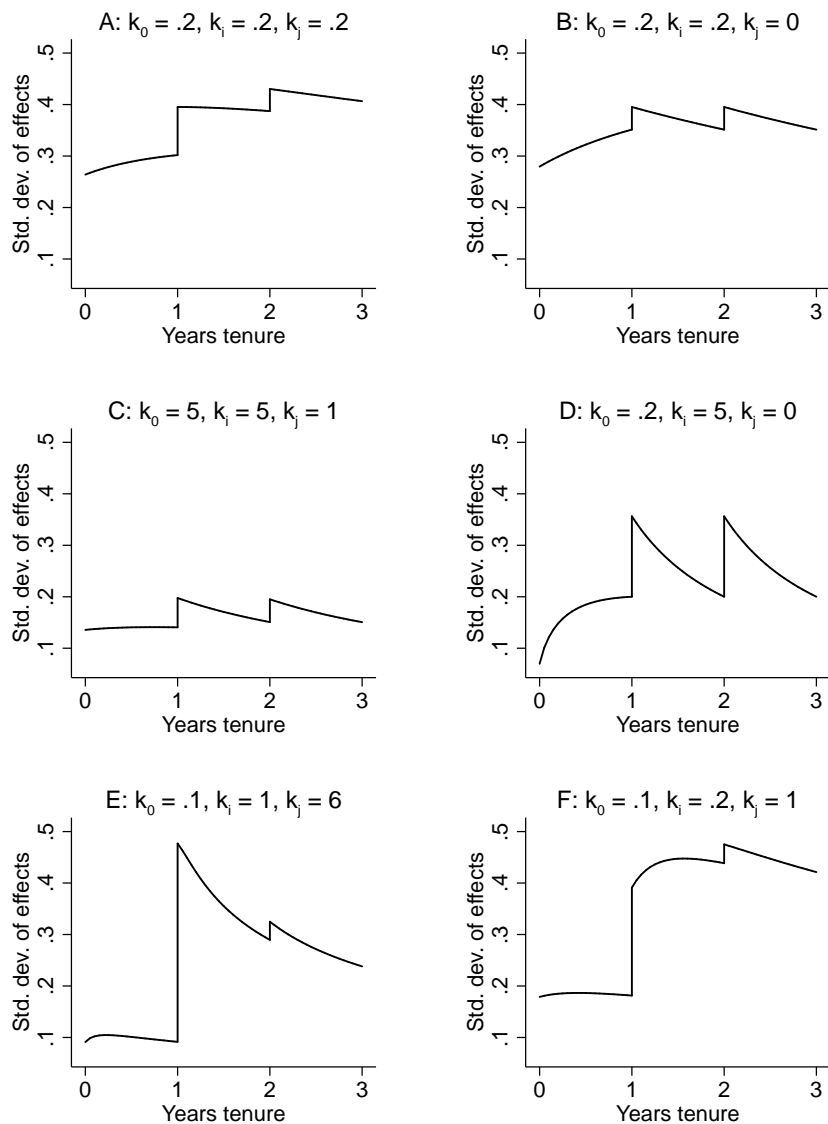 A: k₀ = .2, kᵢ = .2, kⱼ = .2
Std. dev. of effects
.5
.4
.3
.2
.1
0 1 2 3
Years tenure
B: k₀ = .2, kᵢ = .2, kⱼ = 0
Std. dev. of effects
.5
.4
.3
.2
.1
0 1 2 3
Years tenure
C: k₀ = 5, kᵢ = 5, kⱼ = 1
Std. dev. of effects
.5
.4
.3
.2
.1
0 1 2 3
Years tenure
D: k₀ = .2, kᵢ = 5, kⱼ = 0
Std. dev. of effects
.5
.4
.3
.2
.1
0 1 2 3
Years tenure
E: k₀ = .1, kᵢ = 1, kⱼ = 6
Std. dev. of effects
.5
.4
.3
.2
.1
0 1 2 3
Years tenure
F: k₀ = .1, kᵢ = .2, kⱼ = 1
Std. dev. of effects
.5
.4
.3
.2
.1
0 1 2 3
Years tenure